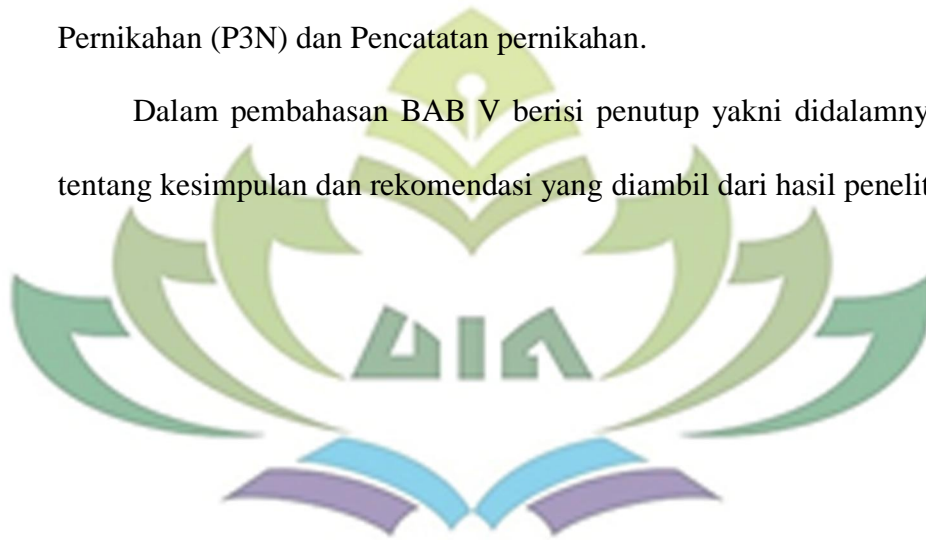 Pernikahan (P3N) dan Pencatatan pernikahan.
Dalam pembahasan BAB V berisi penutup yakni didalamny
tentang kesimpulan dan rekomendasi yang diambil dari hasil penelit
UIN